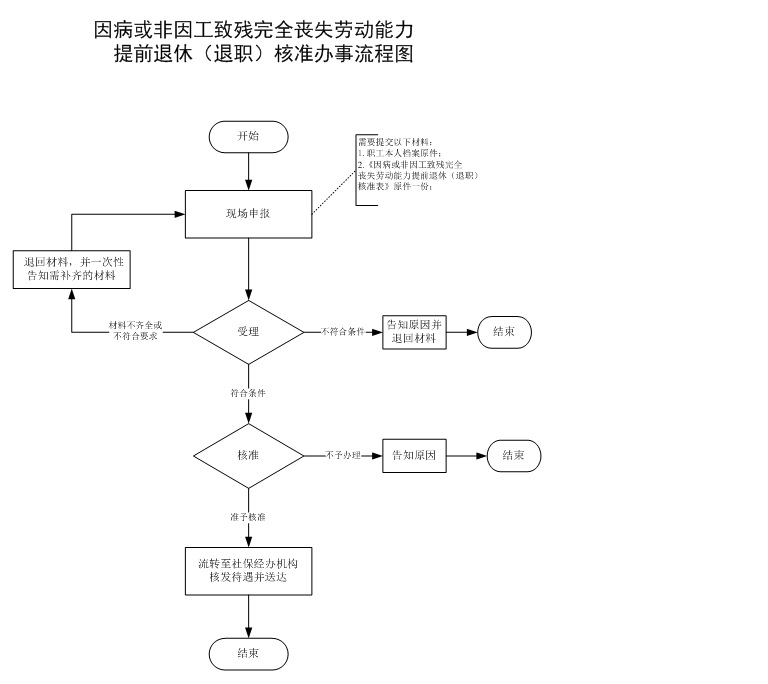 因病或非因工致残完全丧失劳动能力
提前退休（退职）核准办事流程图
开始
需要提交以下材料：
1.职工本人档案原件；
2.《因病或非因工致残完全
丧失劳动能力提前退休（退职）
核准表》原件一份；
现场申报
退回材料，并一次性
告知需补齐的材料
材料不齐全或
不符合要求
受理
不符合条件
告知原因并
退回材料
结束
符合条件
核准
不予办理
告知原因
结束
准予核准
流转至社保经办机构
核发待遇并送达
结束